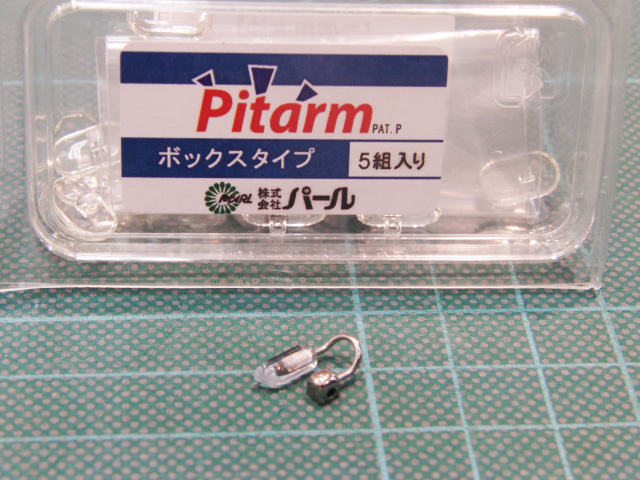 Pitarm PAT. P
ボックスタイプ 5組入り
PEARL 株式会社 パール